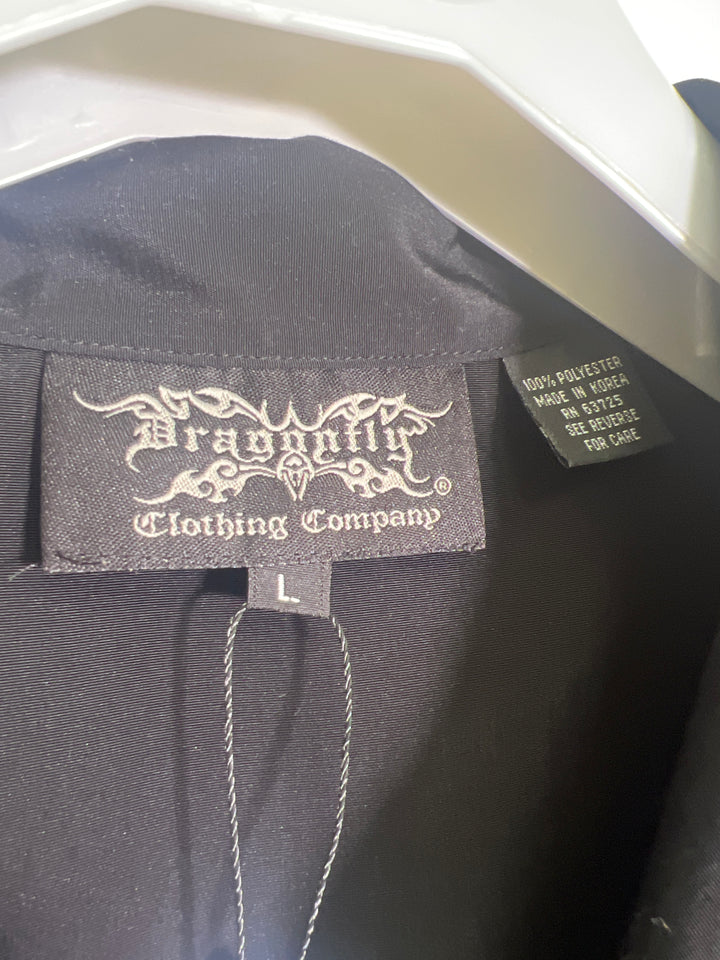 Dragonfly
®
Clothing Company
L
100% POLYESTER
MADE IN KOREA
RN 63725
SEE REVERSE
FOR CARE